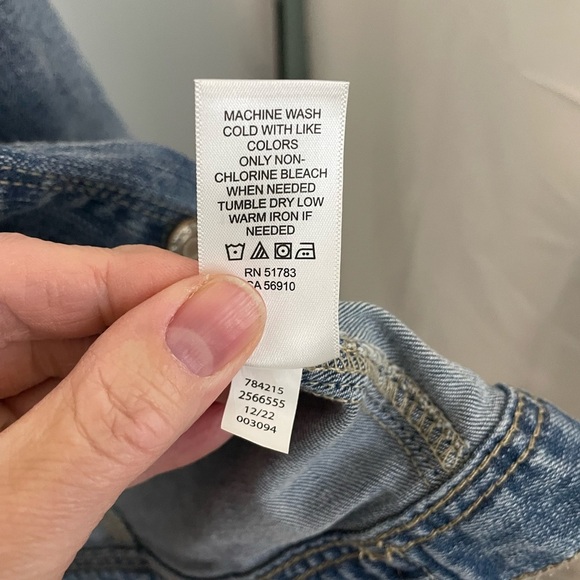 MACHINE WASH
COLD WITH LIKE
COLORS
ONLY NON-
CHLORINE BLEACH
WHEN NEEDED
TUMBLE DRY LOW
WARM IRON IF
NEEDED
RN 51783
CA 56910
784215
2566555
12/22
003094